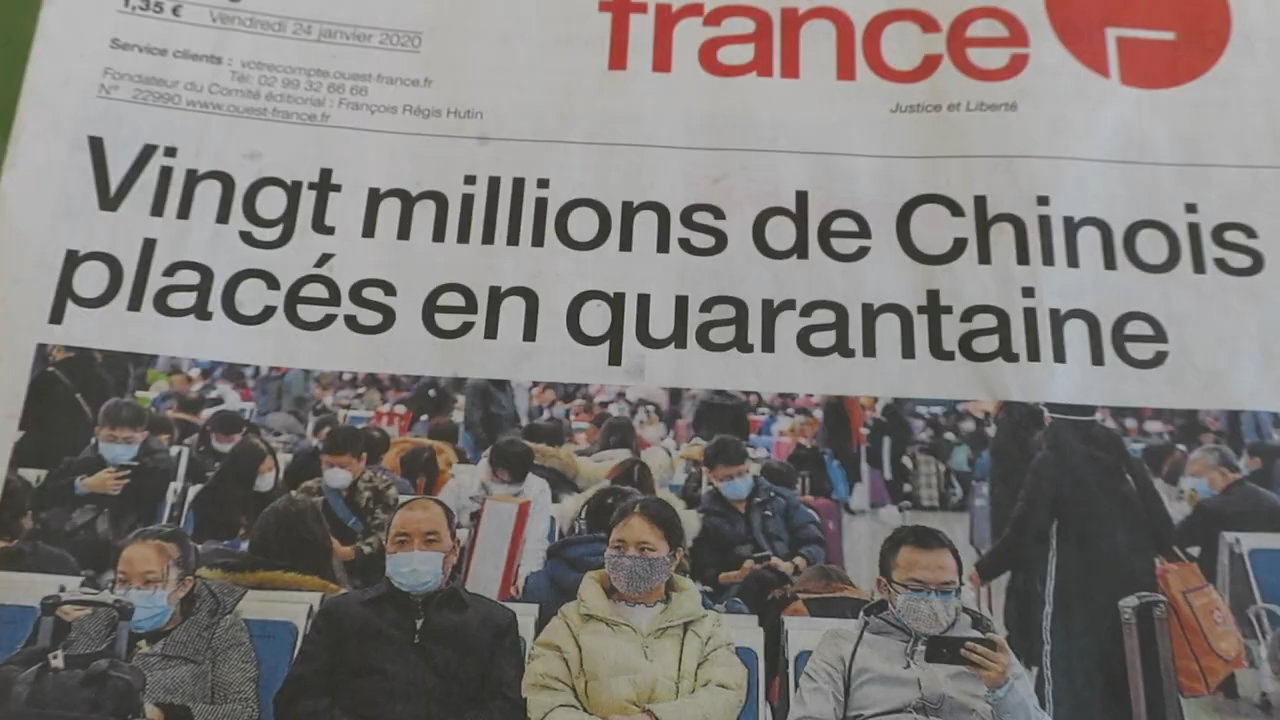 1,35 € Vendredi 24 janvier 2020
france
Service clients : votrecompte.ouest-france.fr
Tél: 02 99 32 66 66
Fondateur du Comité éditorial : François Régis Hutin
N° 22990 www.ouest-france.fr
Justice et Liberté
Vingt millions de Chinois
placés en quarantaine